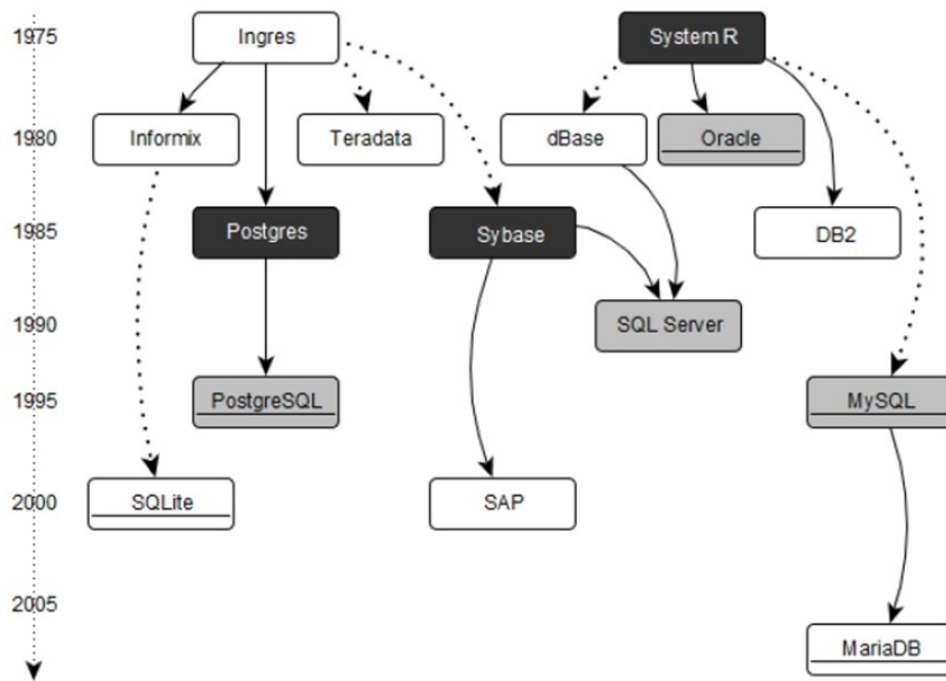 1975
Ingres
System R
1980
Informix
Teradata
dBase
Oracle
1985
Postgres
Sybase
DB2
1990
SQL Server
1995
PostgreSQL
MySQL
2000
SQLite
SAP
2005
MariaDB